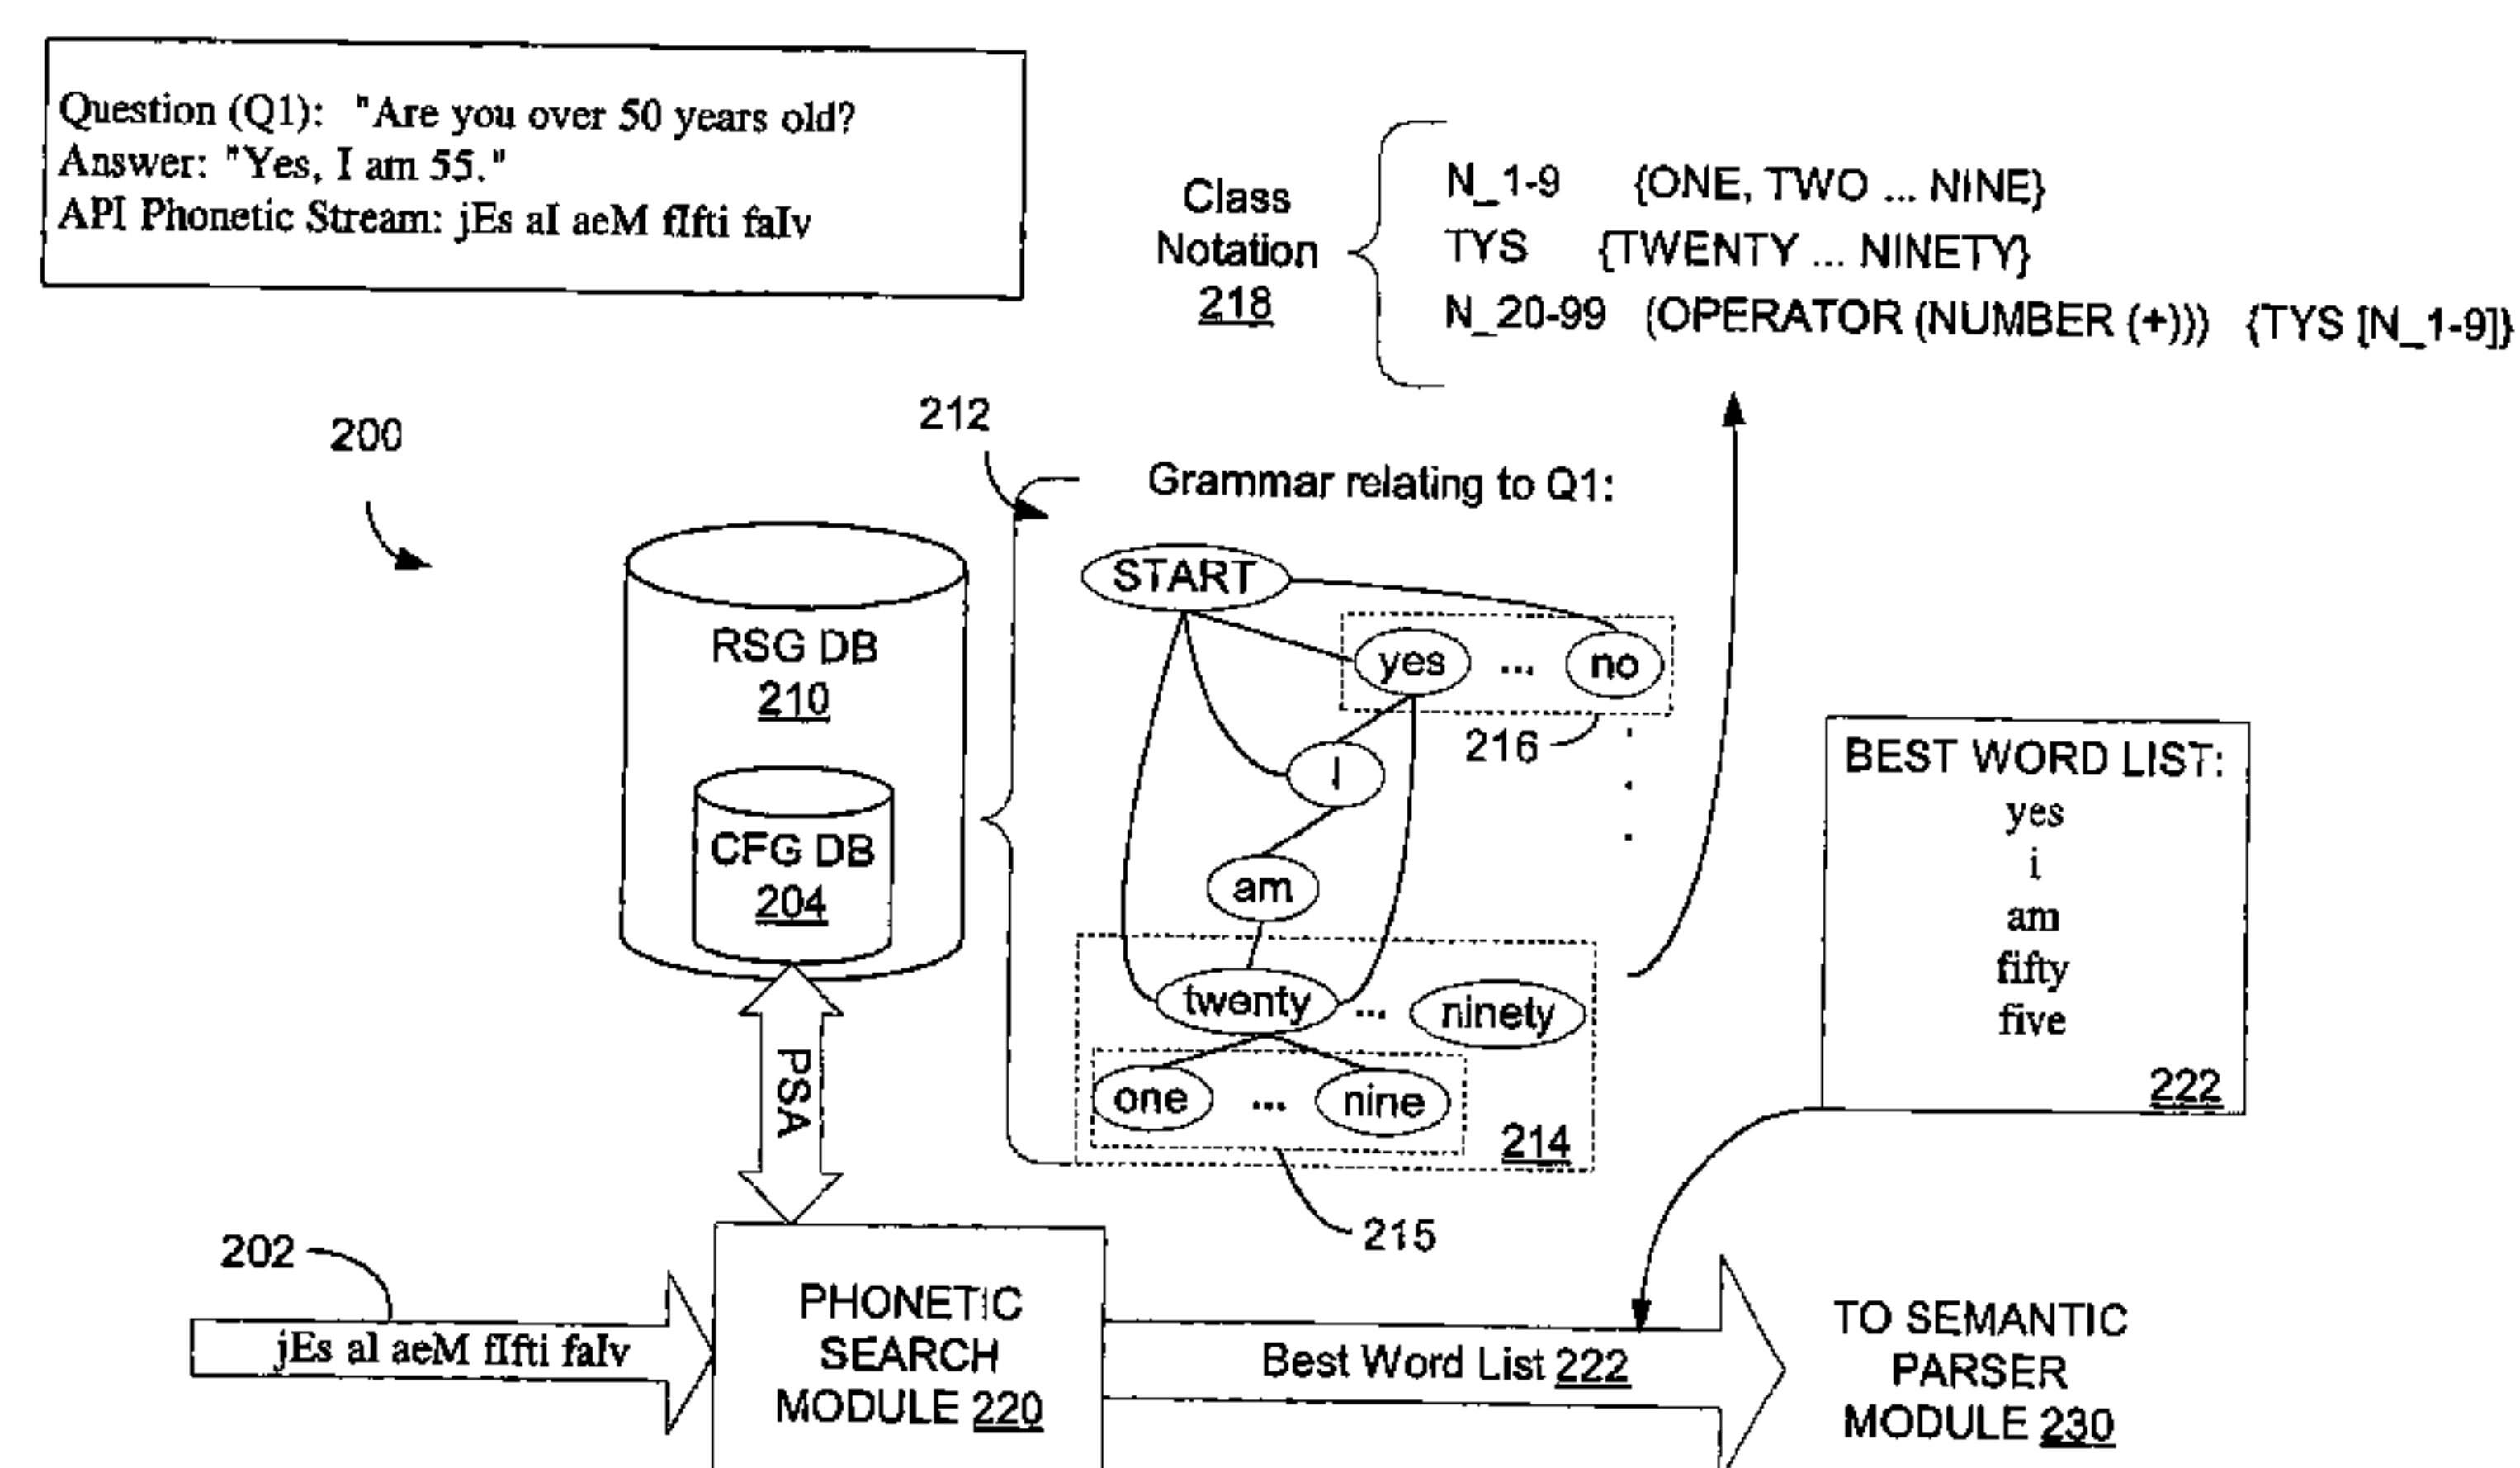 Question (Q1): "Are you over 50 years old?
Answer: "Yes, I am 55."
API Phonetic Stream: jEs aI aeM fIfti faIv
Class
Notation
218
N_1-9 {ONE, TWO ... NINE}
TYS {TWENTY ... NINETY}
N_20-99 (OPERATOR (NUMBER (+))) {TYS [N_1-9]}
200
212
Grammar relating to Q1:
RSG DB
210
CFG DB
204
PSA
START
yes ... no
216
I
am
twenty ... ninety
one ... nine
214
215
BEST WORD LIST:
yes
i
am
fifty
five
222
202
jEs aI aeM fIfti faIv
PHONETIC
SEARCH
MODULE 220
Best Word List 222
TO SEMANTIC
PARSER
MODULE 230